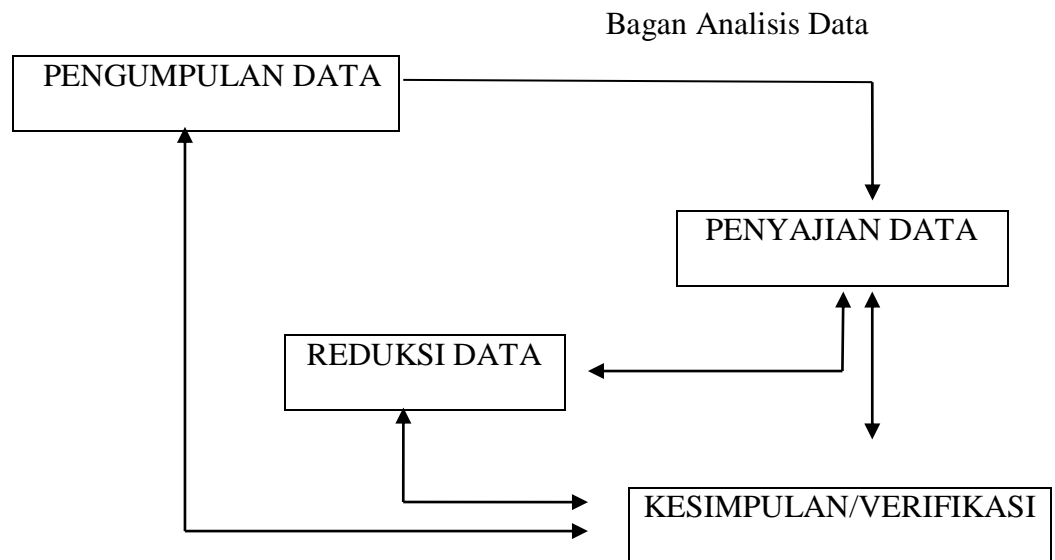 Bagan Analisis Data
PENGUMPULAN DATA
PENYAJIAN DATA
REDUKSI DATA
KESIMPULAN/VERIFIKASI